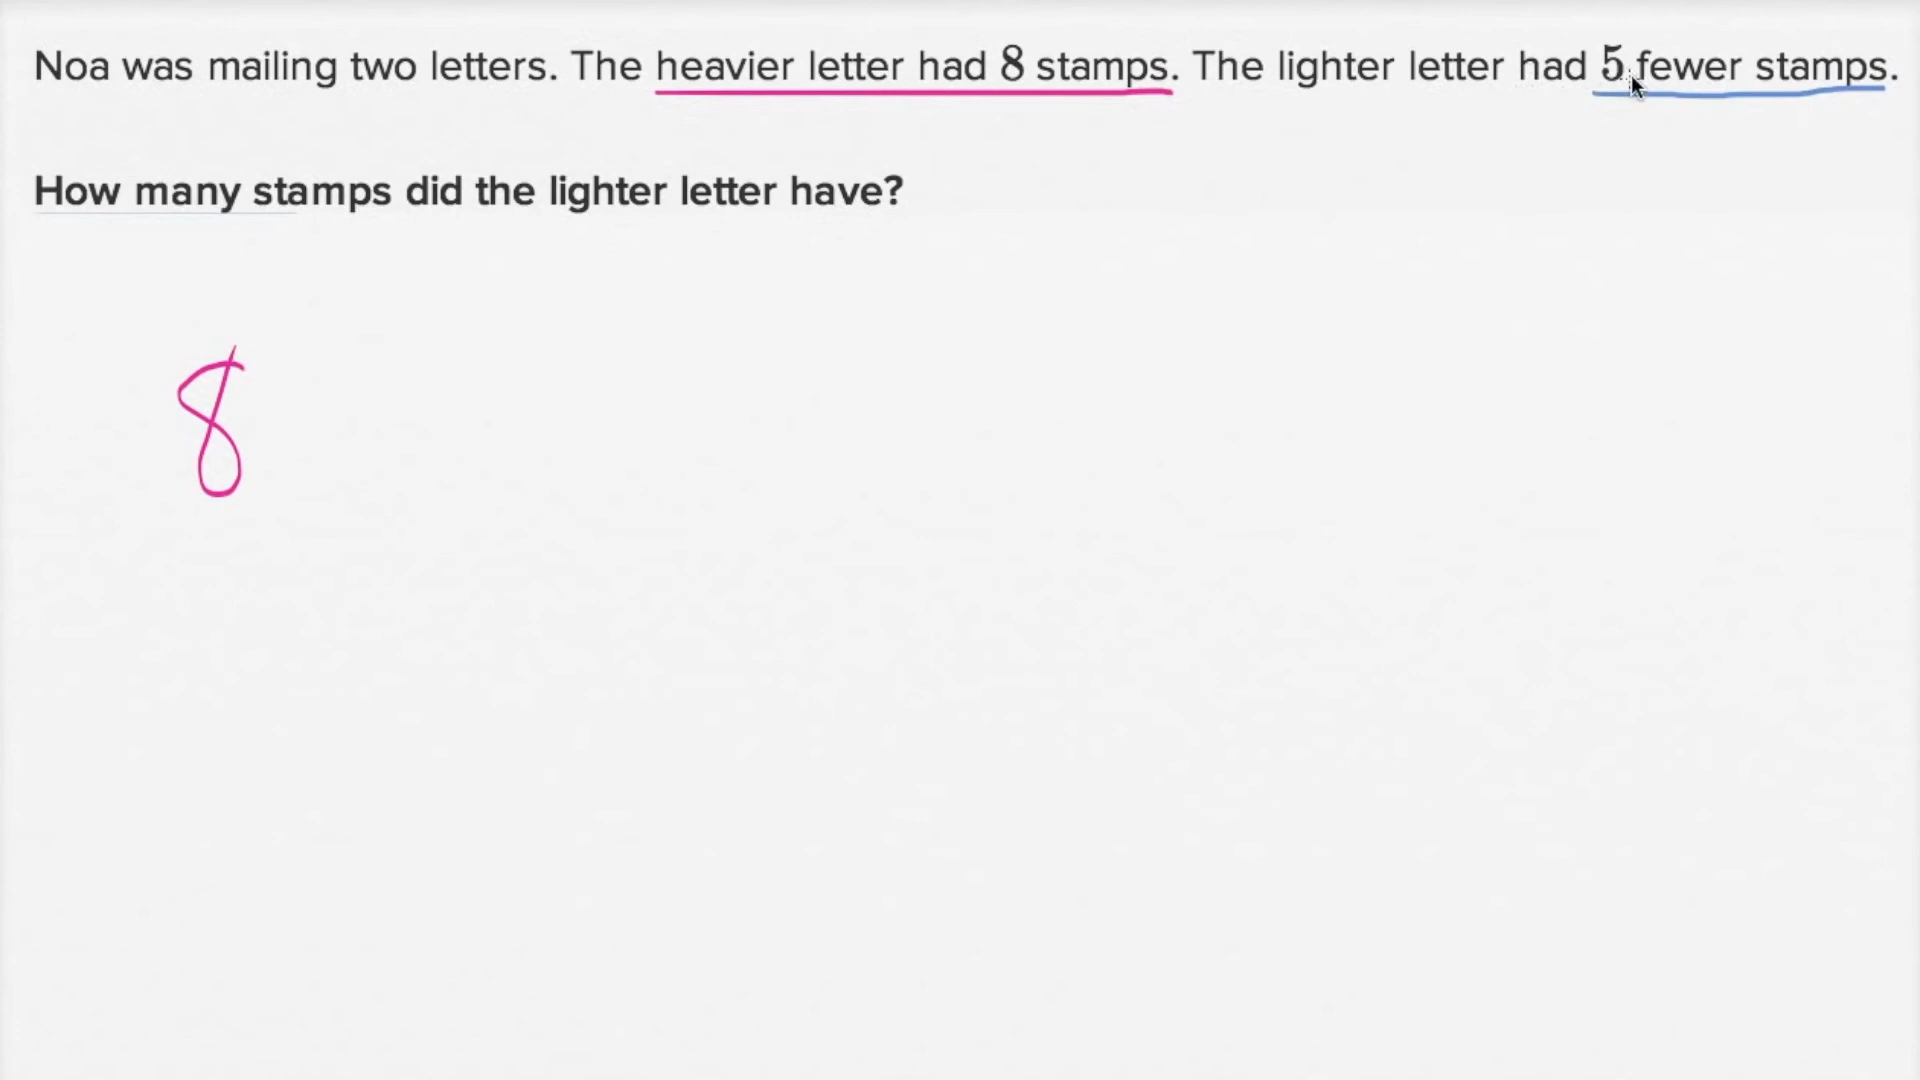 Noa was mailing two letters. The heavier letter had 8 stamps. The lighter letter had 5 fewer stamps.
How many stamps did the lighter letter have?
8